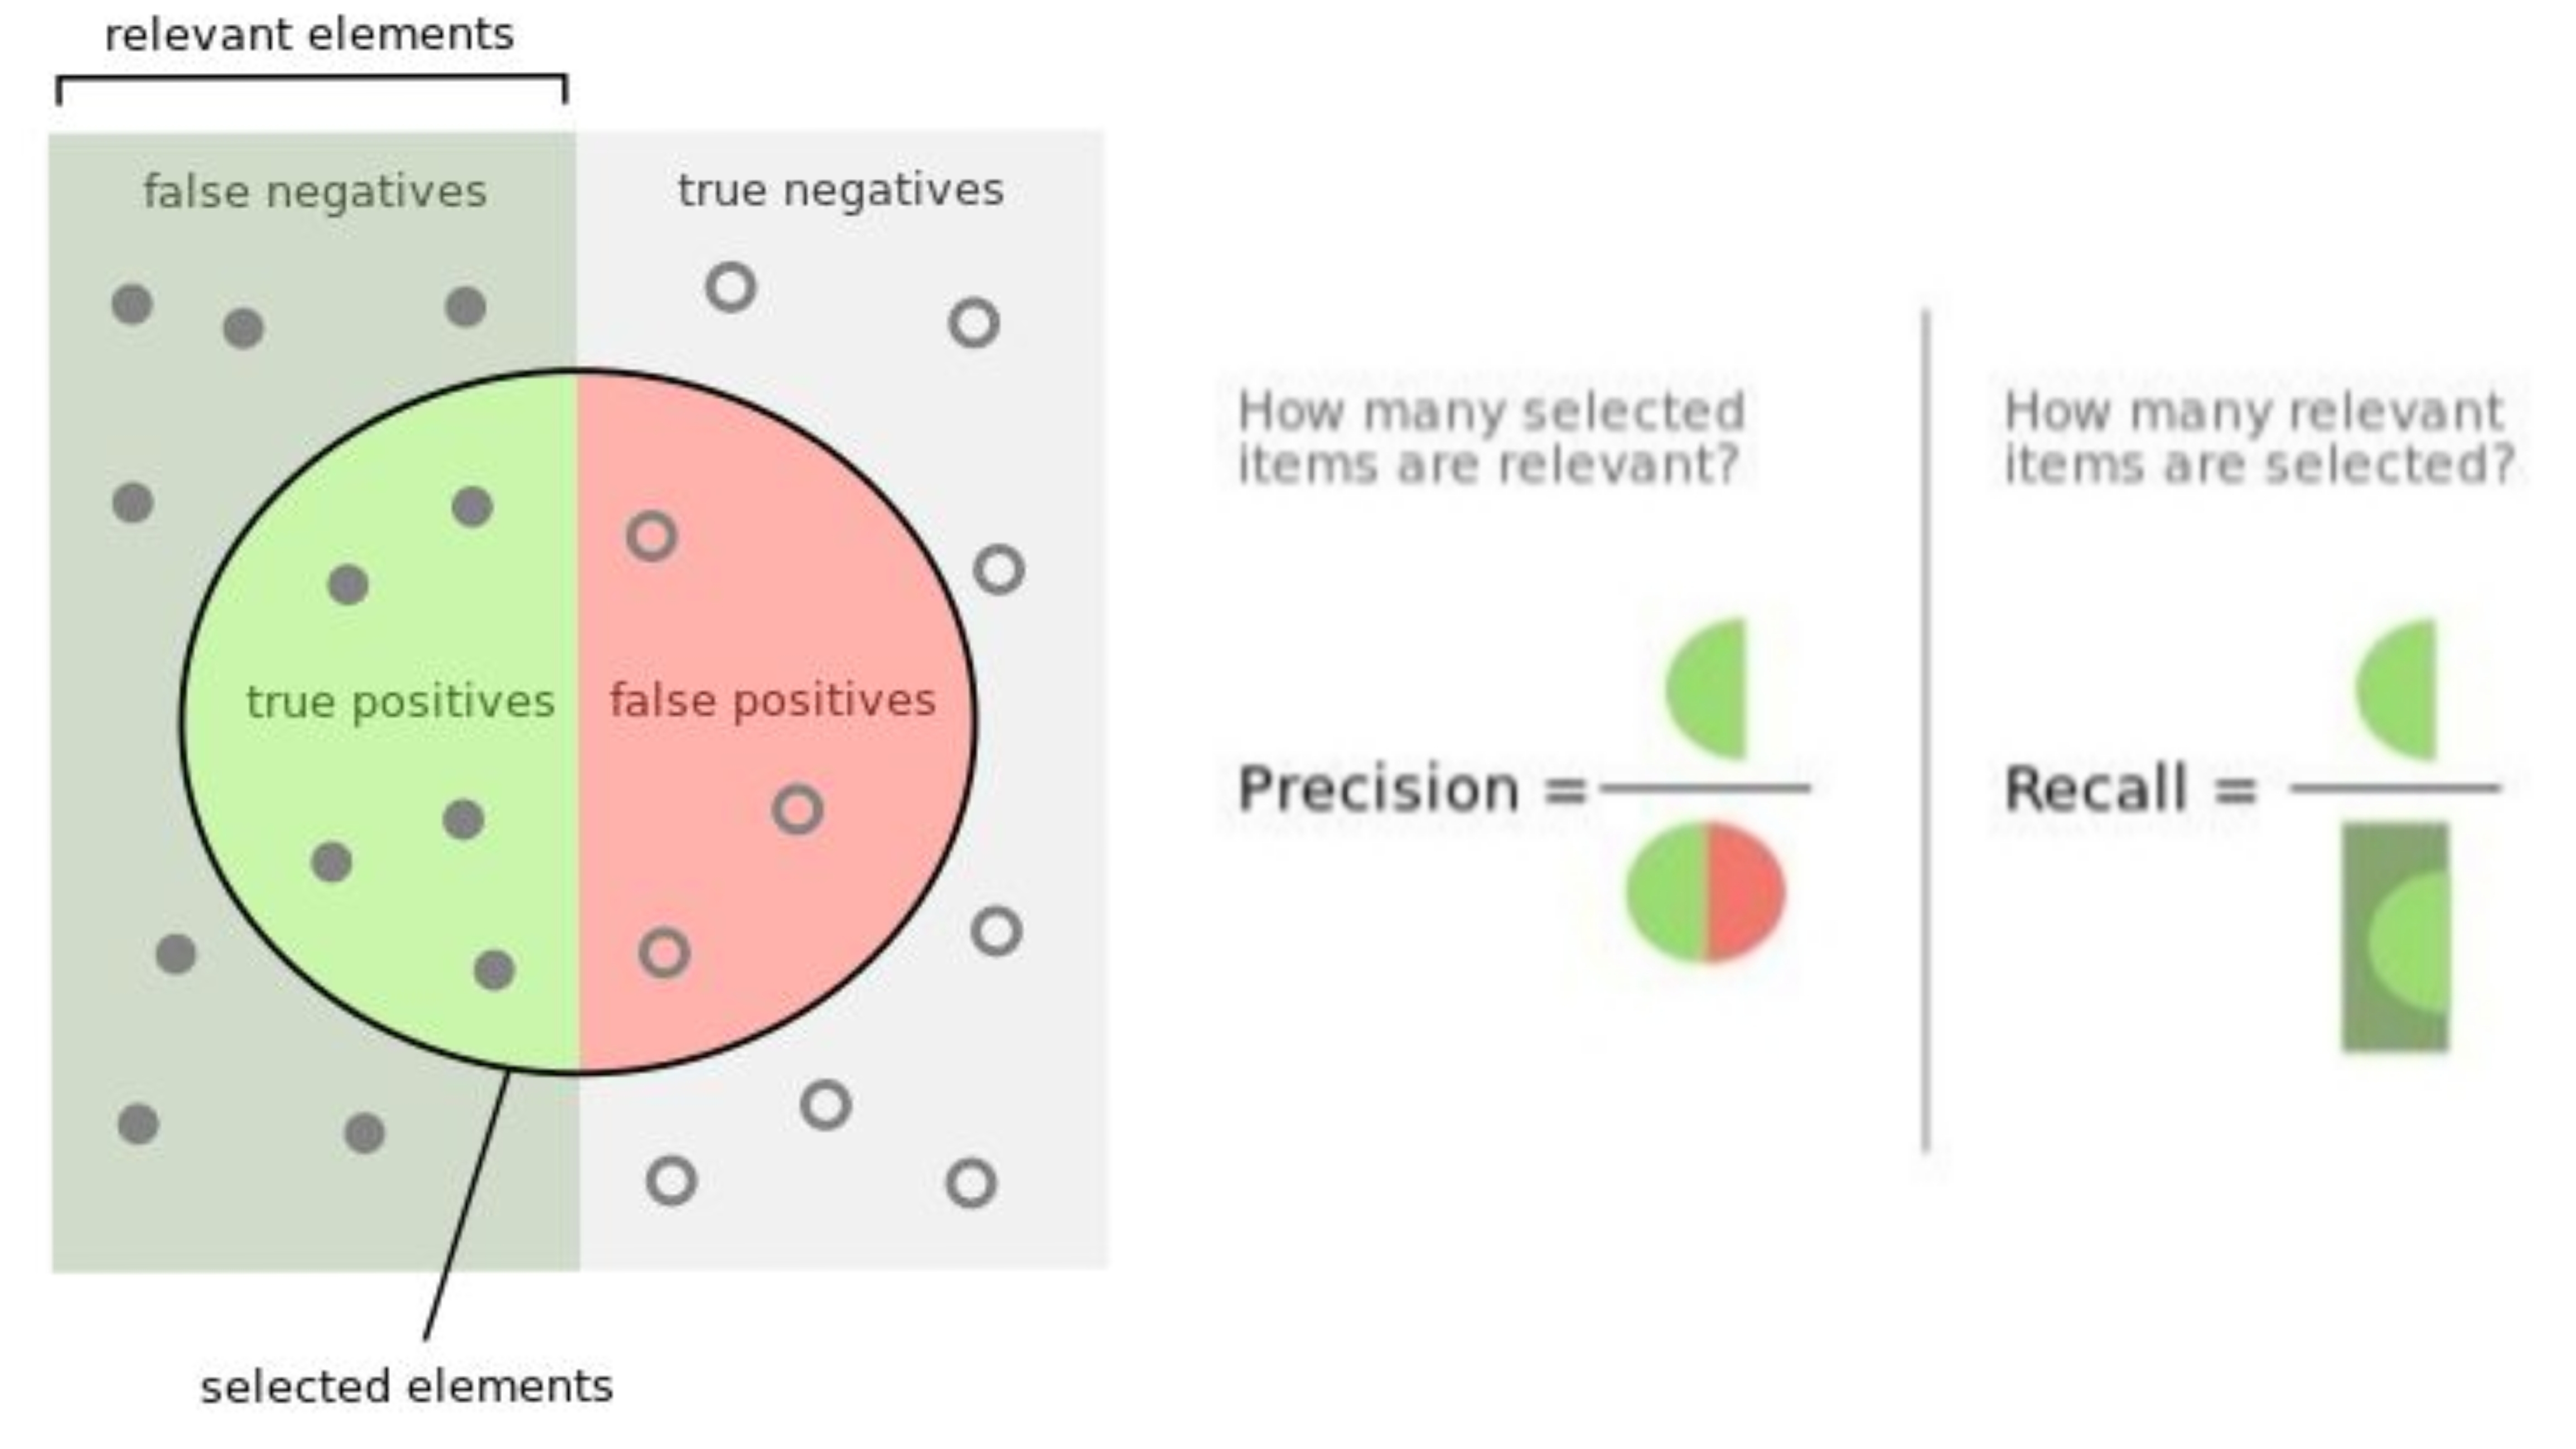 relevant elements
false negatives
true negatives
true positives
false positives
selected elements
How many selected
items are relevant?
Precision =
How many relevant
items are selected?
Recall =